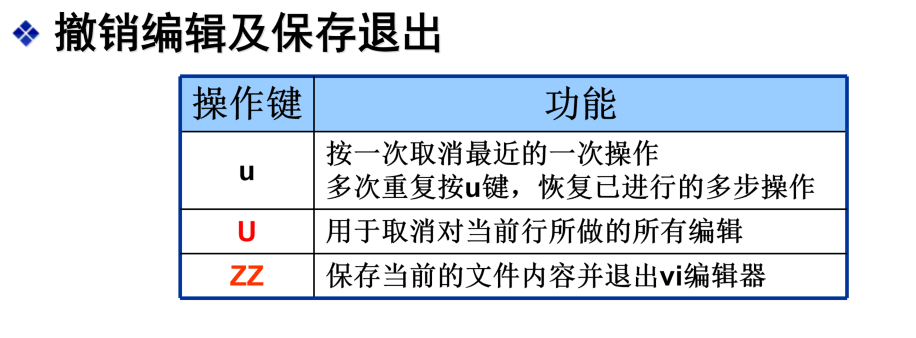 撤销编辑及保存退出
操作键 功能
u 按一次取消最近的一次操作
多次重复按u键，恢复已进行的多步操作
U 用于取消对当前行所做的所有编辑
ZZ 保存当前的文件内容并退出vi编辑器